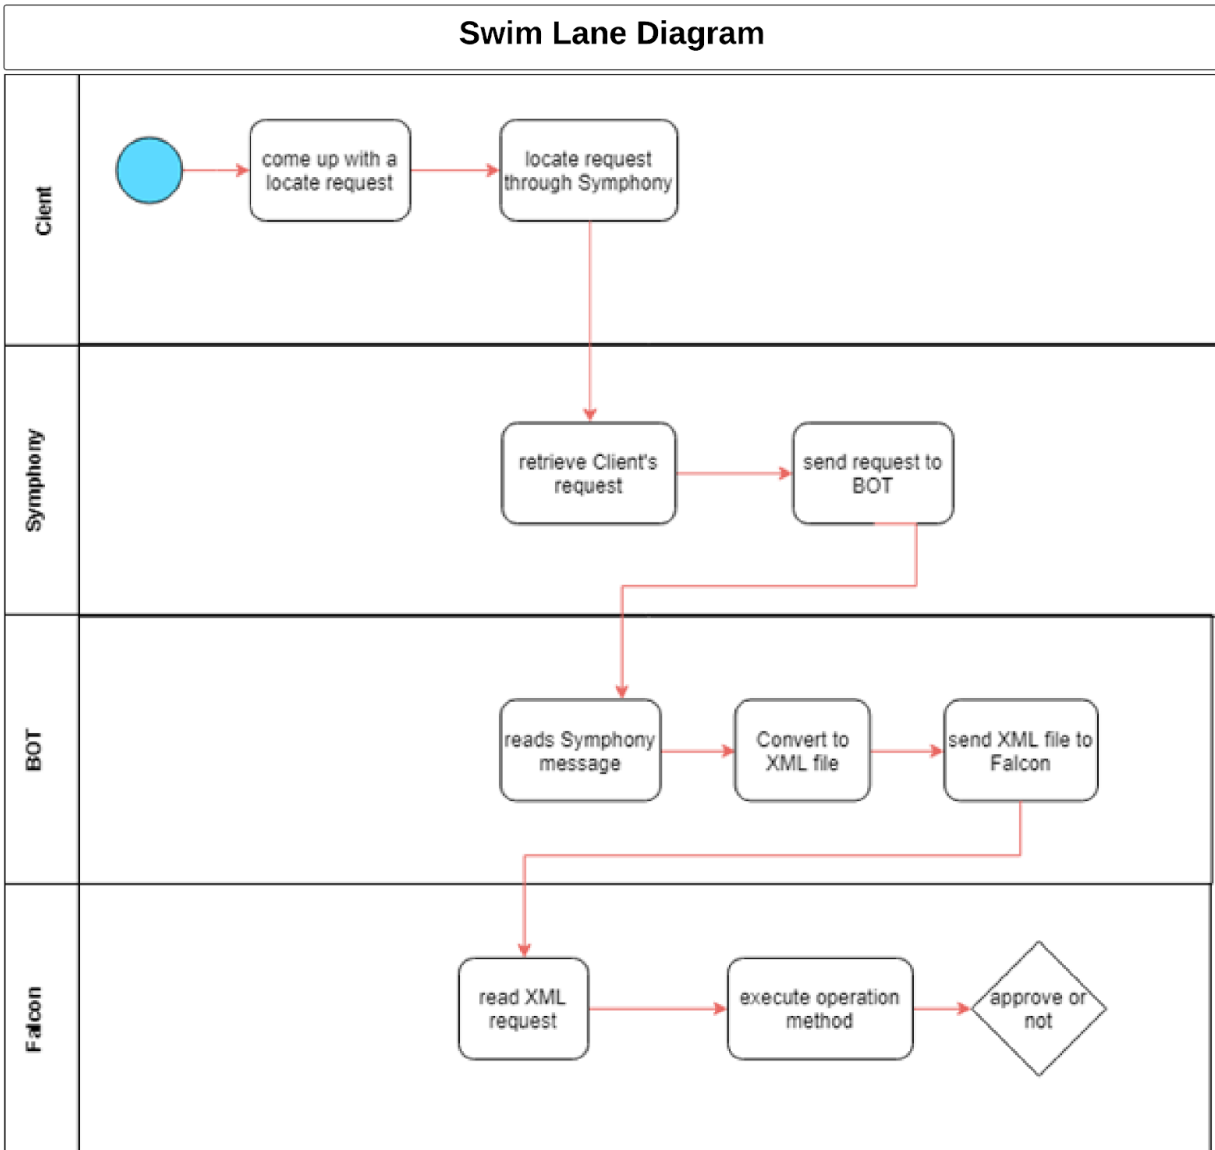 Swim Lane Diagram
Cient
come up with a
locate request
locate request
through Symphony
Symphony
retrieve Client's
request
send request to
BOT
BOT
reads Symphony
message
Convert to
XML file
send XML file to
Falcon
Falcon
read XML
request
execute operation
method
approve or
not